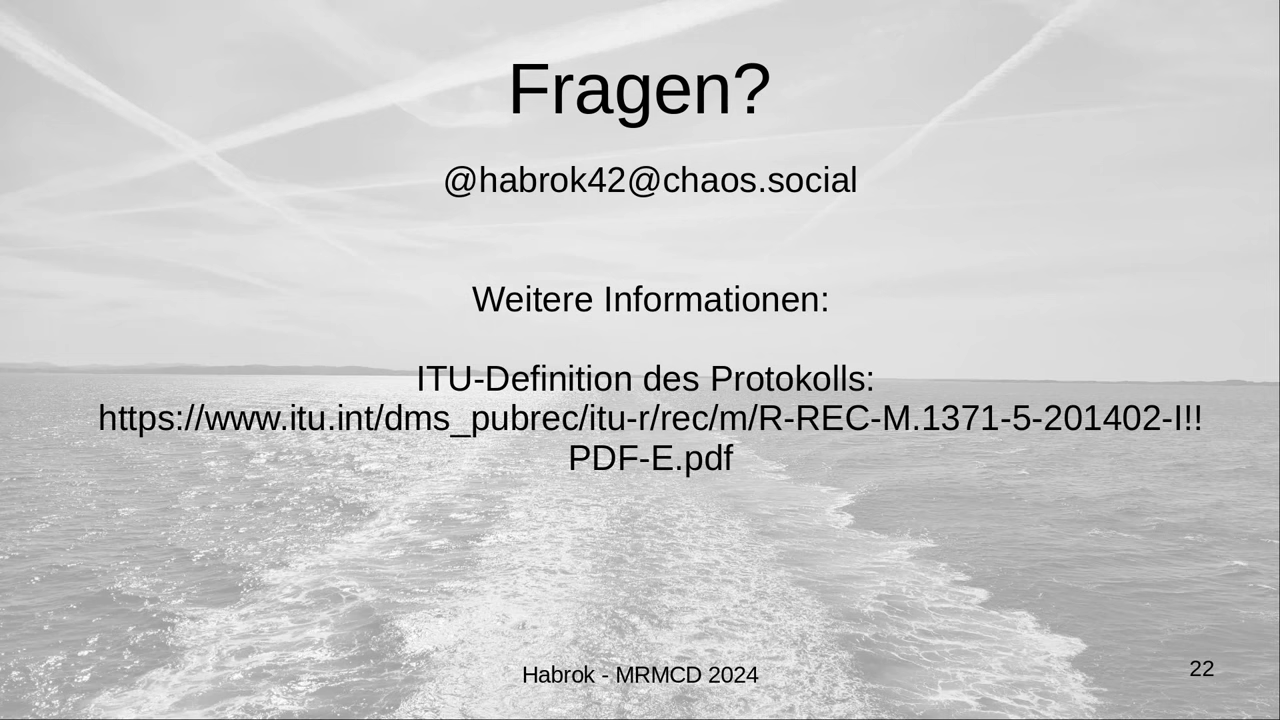 Fragen?
@habrok42@chaos.social
Weitere Informationen:
ITU-Definition des Protokolls:
https://www.itu.int/dms_pubrec/itu-r/rec/m/R-REC-M.1371-5-201402-I!!
PDF-E.pdf
Habrok - MRMCD 2024
22